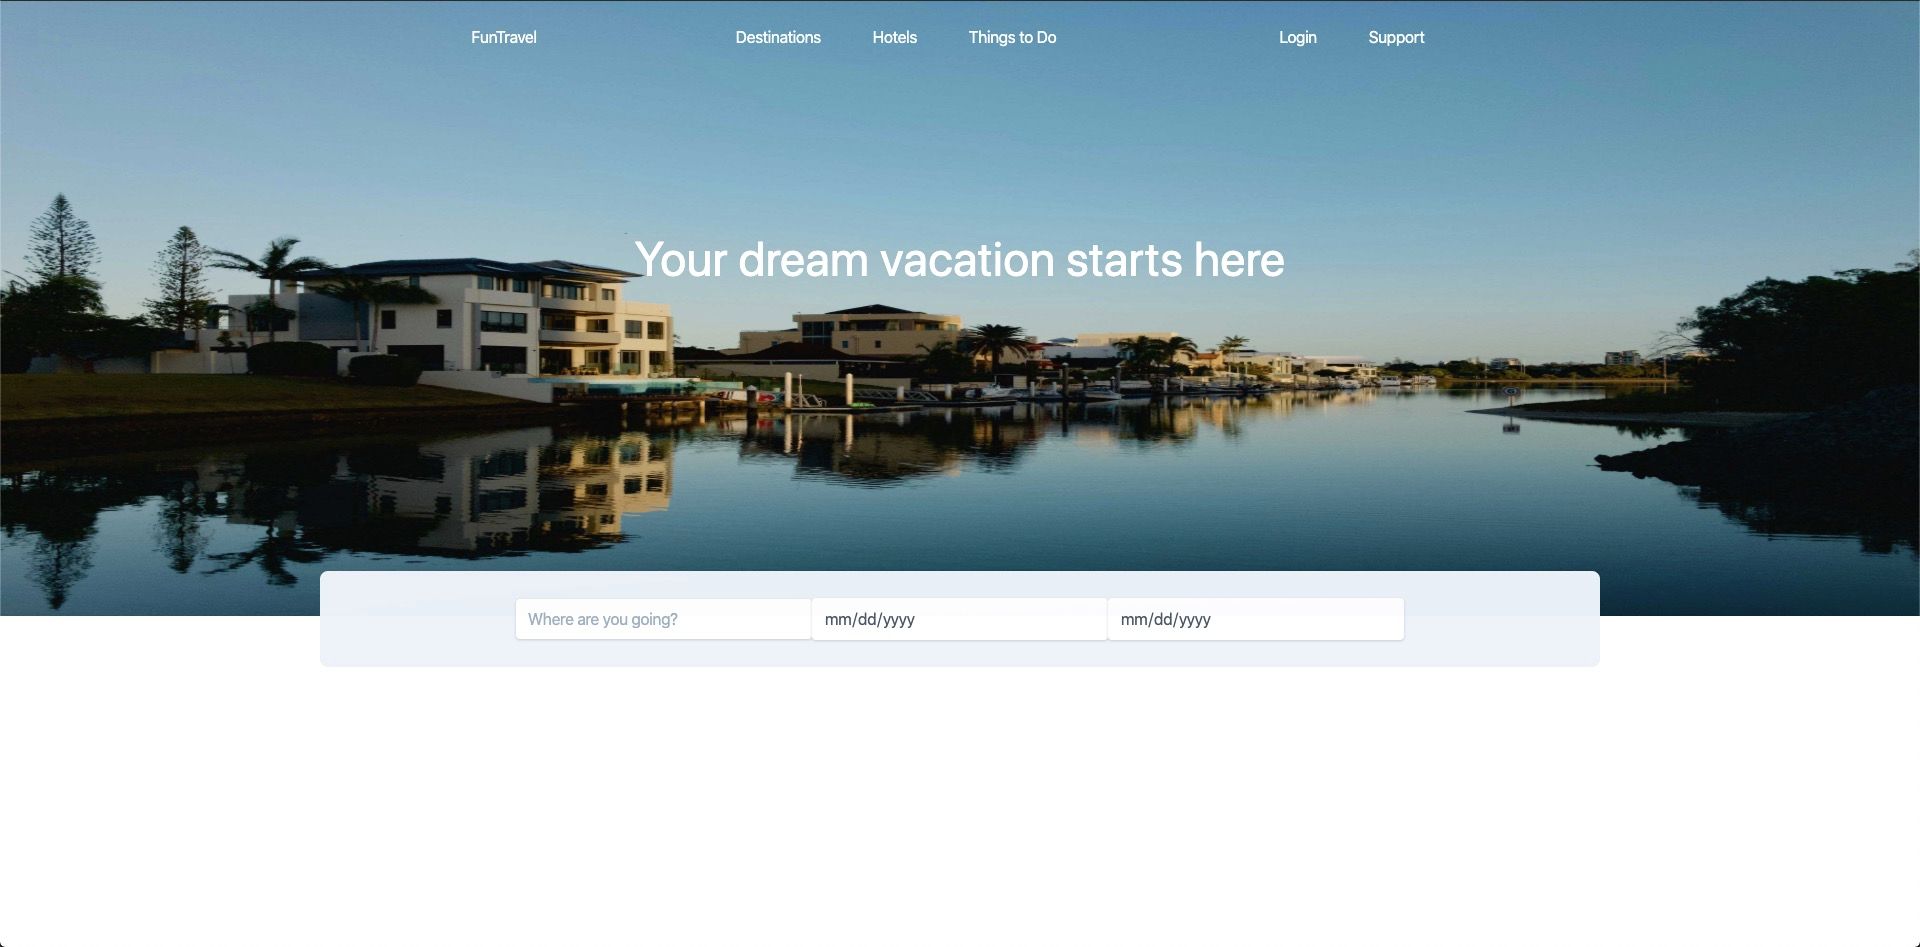 FunTravel Destinations Hotels Things to Do Login Support
Your dream vacation starts here
Where are you going? mm/dd/yyyy mm/dd/yyyy